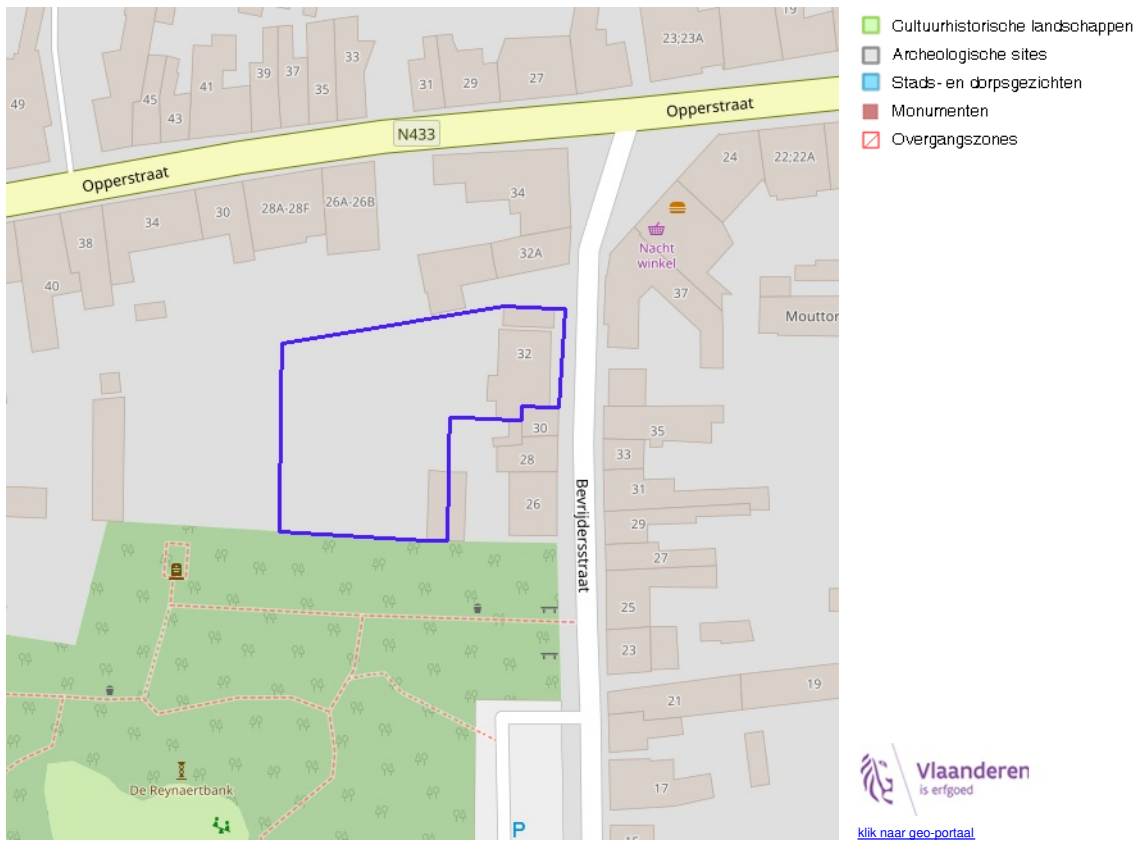 19
23;23A
33
39
37
41
35
31
29
27
49
45
43
Opperstraat
N433
24
22;22A
Opperstraat
34
26A-26B
28A-28F
30
34
38
40
32A
Nacht
winkel
37
Mouttor
32
30
28
26
35
33
31
29
27
25
23
21
19
17
Bevrijdersstraat
De Reynaertbank
P
Cultuurhistorische landschappen
Archeologische sites
Stads- en dorpsgezichten
Monumenten
Overgangszones
Vlaanderen
is erfgoed
klik naar geo-portaal